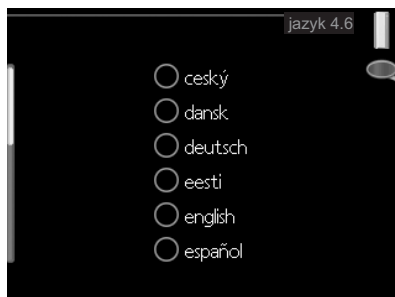 jazyk 4.6
ceský
dansk
deutsch
eesti
english
español